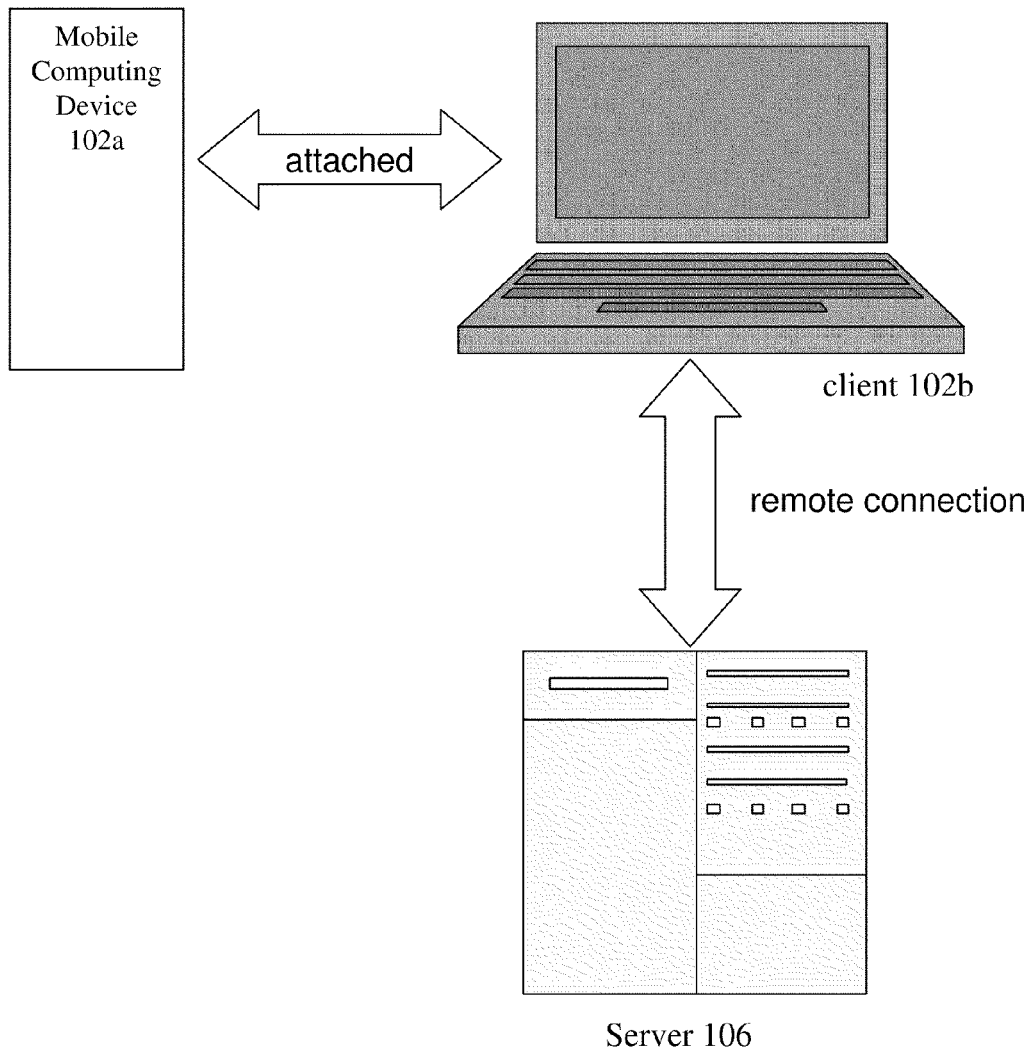 Mobile
Computing
Device
102a
attached
client 102b
remote connection
Server 106